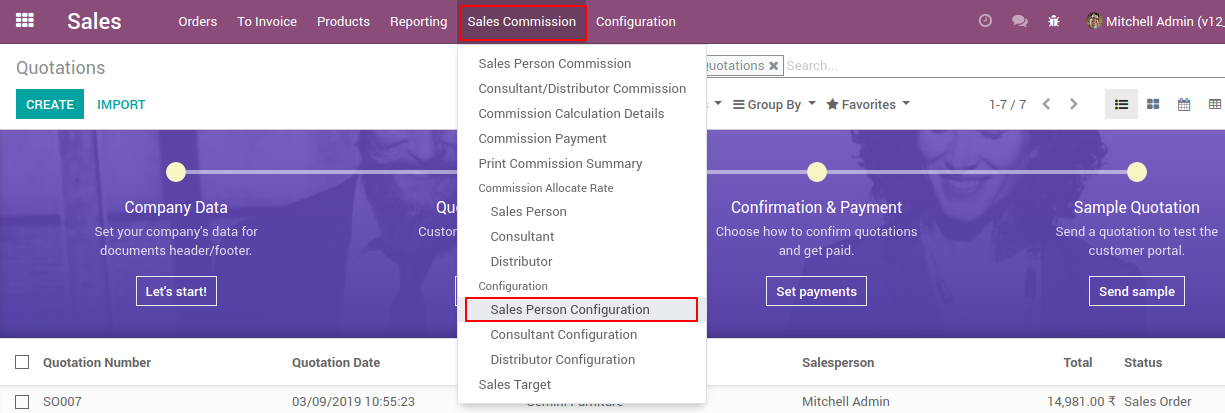 Sales Orders To Invoice Products Reporting Sales Commission Configuration Mitchell Admin (v12_
Quotations
Quotations ✖ Search...
CREATE IMPORT
Group By Favorites 1-7 / 7
Sales Person Commission
Consultant/Distributor Commission
Commission Calculation Details
Commission Payment
Print Commission Summary
Commission Allocate Rate
Sales Person
Consultant
Distributor
Configuration
Sales Person Configuration
Consultant Configuration
Distributor Configuration
Sales Target
Company Data
Set your company's data for
documents header/footer.
Let's start!
Confirmation & Payment
Choose how to confirm quotations
and get paid.
Set payments
Sample Quotation
Send a quotation to test the
customer portal.
Send sample
Quotation Number Quotation Date Salesperson Total Status
SO007 03/09/2019 10:55:23 Mitchell Admin 14,981.00 ₹ Sales Order